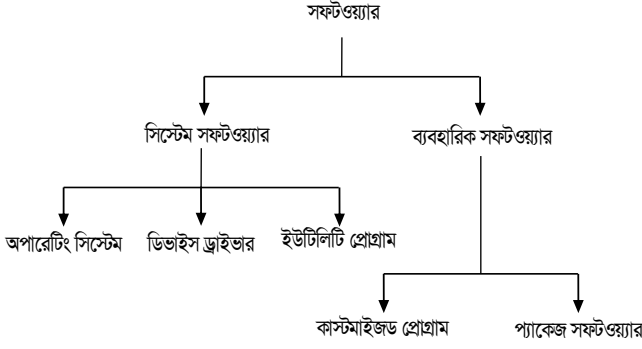 সফটওয়্যার
সিস্টেম সফটওয়্যার
ব্যবহারিক সফটওয়্যার
অপারেটিং সিস্টেম
ডিভাইস ড্রাইভার
ইউটিলিটি প্রোগ্রাম
কাস্টমাইজড প্রোগ্রাম
প্যাকেজ সফটওয়্যার